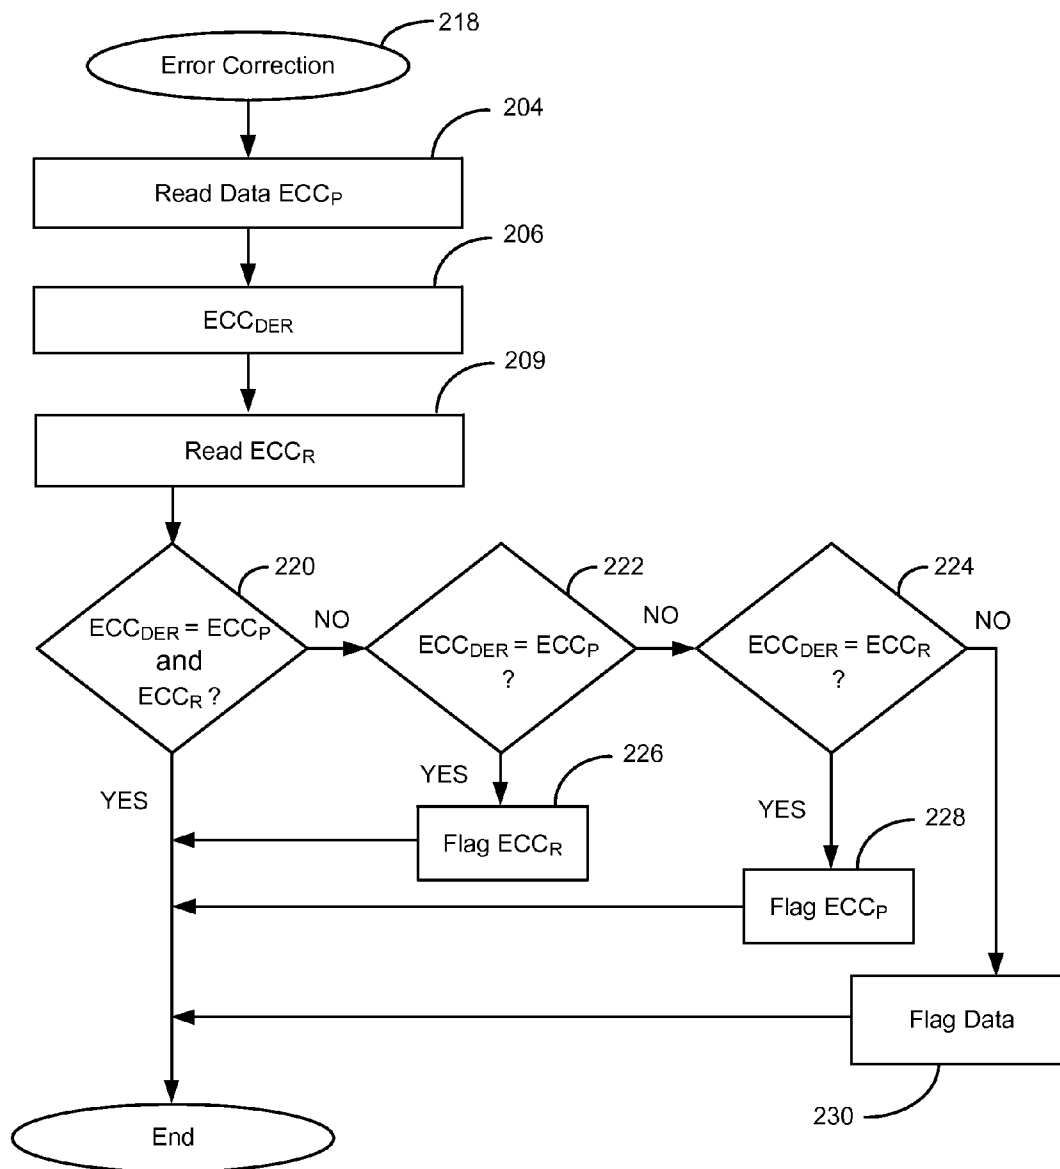 218
Error Correction
204
Read Data ECCP
206
ECCDER
209
Read ECCR
220
222
224
ECCDER = ECCP
and
ECCR ?
NO
ECCDER = ECCP
?
NO
ECCDER = ECCR
?
NO
YES
YES
226
Flag ECCR
YES
228
Flag ECCP
Flag Data
230
End